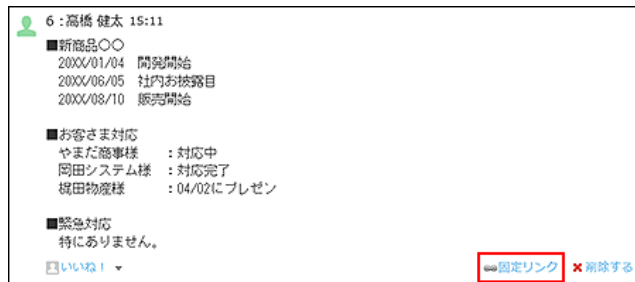 6 : 高橋 健太 15:11
■新商品〇〇
20XX/01/04 開発開始
20XX/06/05 社内お披露目
20XX/08/10 販売開始
■お客さま対応
やまだ商事様 : 対応中
岡田システム様 : 対応完了
梶田物産様 : 04/02にプレゼン
■緊急対応
特にありません。
いいね！ 固定リンク 削除する